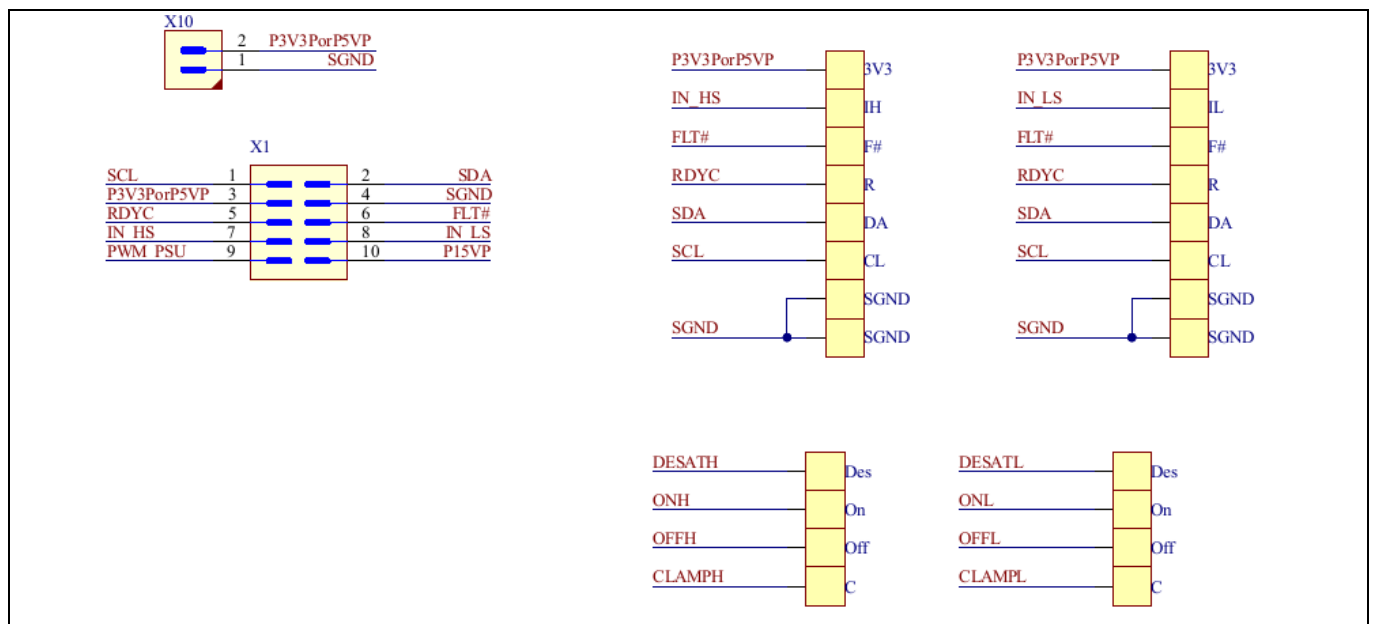 X10
2 P3V3PorP5VP
1 SGND
X1
SCL 1 2 SDA
P3V3PorP5VP 3 4 SGND
RDYC 5 6 FLT#
IN_HS 7 8 IN_LS
PWM_PSU 9 10 P15VP
P3V3PorP5VP 3V3
IN_HS IH
FLT# F#
RDYC R
SDA DA
SCL CL
SGND
SGND SGND
P3V3PorP5VP 3V3
IN_LS IL
FLT# F#
RDYC R
SDA DA
SCL CL
SGND
SGND SGND
DESATH Des
ONH On
OFFH Off
CLAMPH C
DESATL Des
ONL On
OFFL Off
CLAMPL C